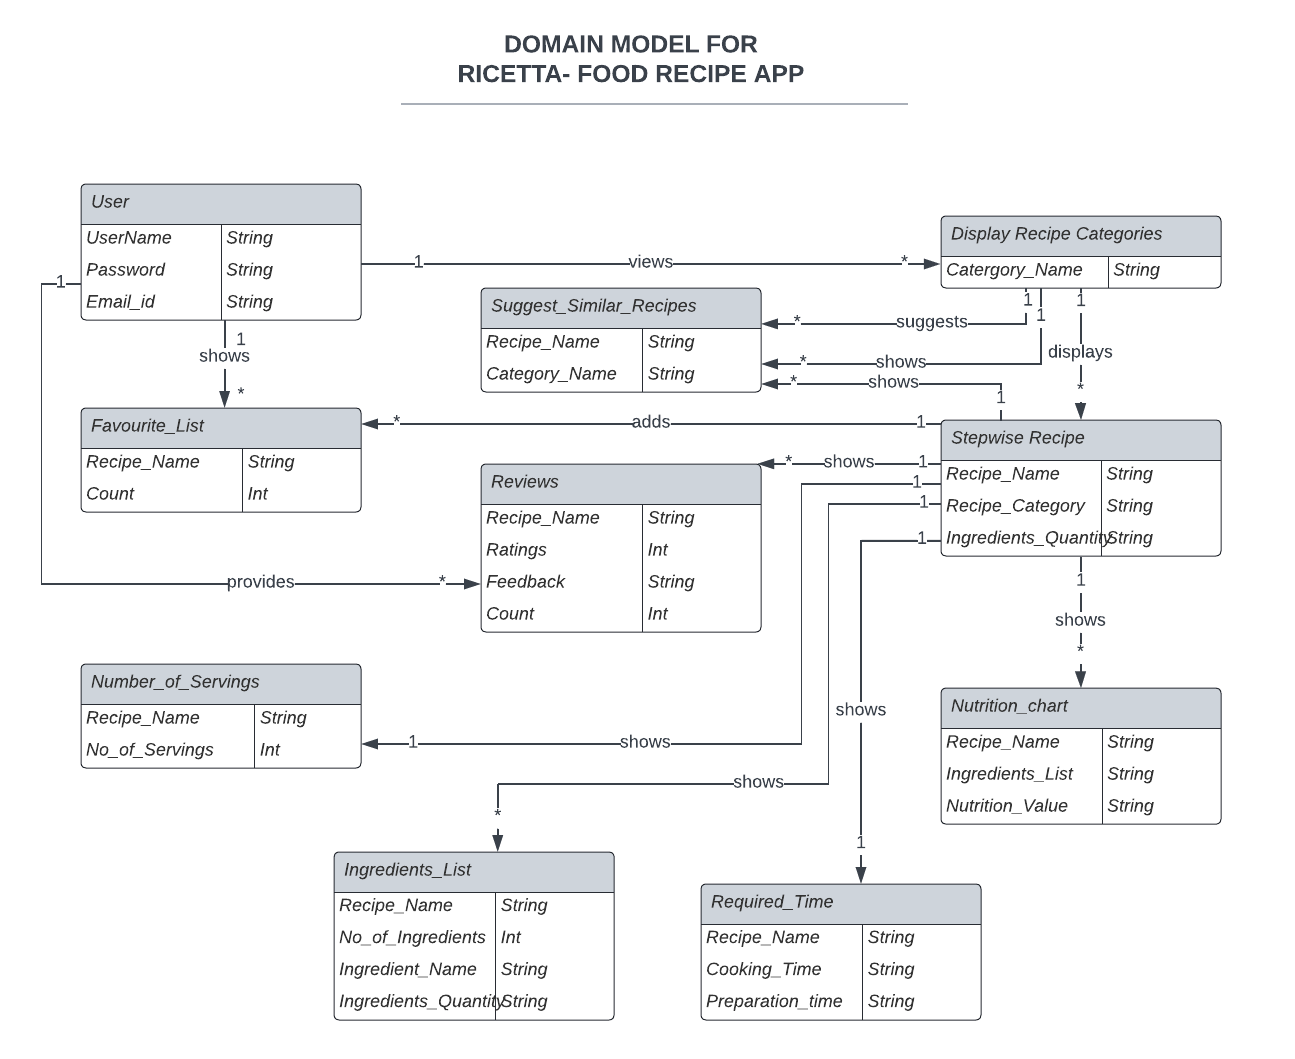 DOMAIN MODEL FOR
RICETTA- FOOD RECIPE APP
User
UserName String
Password String
Email_id String
1
1 views *
Display Recipe Categories
Catergory_Name String
1
1
1
displays
*
Suggest_Similar_Recipes
Recipe_Name String
Category_Name String
* suggests
* shows
* shows
1
1
shows
*
Favourite_List
Recipe_Name String
Count Int
* adds 1
Stepwise Recipe
Recipe_Name String
Recipe_Category String
Ingredients_Quantity String
* shows 1
1
1
1
Reviews
Recipe_Name String
Ratings Int
Feedback String
Count Int
provides *
1
shows
*
Number_of_Servings
Recipe_Name String
No_of_Servings Int
1 shows
shows
*
shows
1
Nutrition_chart
Recipe_Name String
Ingredients_List String
Nutrition_Value String
Ingredients_List
Recipe_Name String
No_of_Ingredients Int
Ingredient_Name String
Ingredients_Quantity String
Required_Time
Recipe_Name String
Cooking_Time String
Preparation_time String